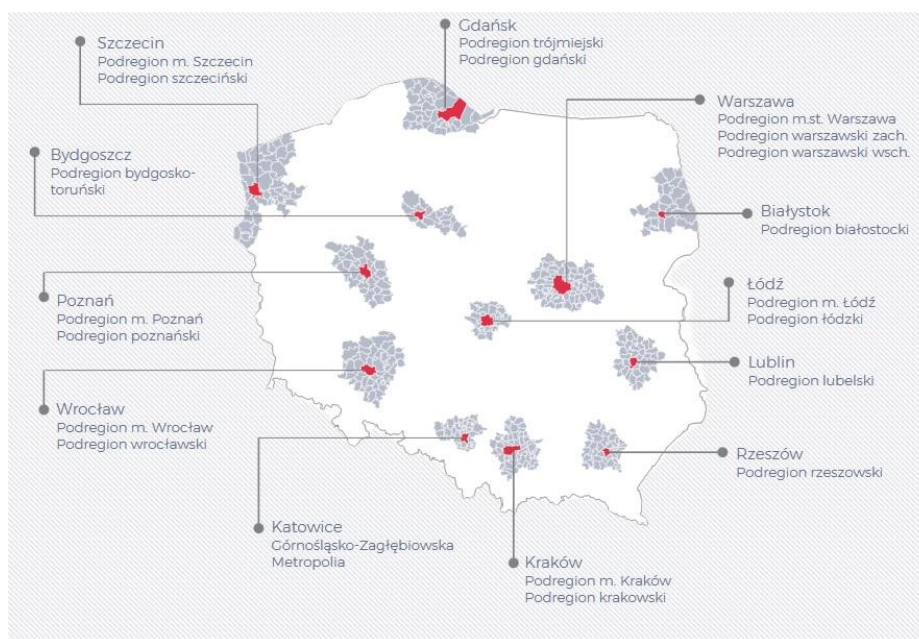 Szczecin
Podregion m. Szczecin
Podregion szczeciński
Gdańsk
Podregion trójmiejski
Podregion gdański
Warszawa
Podregion m.st. Warszawa
Podregion warszawski zach.
Podregion warszawski wsch.
Bydgoszcz
Podregion bydgosko-
toruński
Białystok
Podregion białostocki
Poznań
Podregion m. Poznań
Podregion poznański
Łódź
Podregion m. Łódź
Podregion łódzki
Lublin
Podregion lubelski
Wrocław
Podregion m. Wrocław
Podregion wrocławski
Rzeszów
Podregion rzeszowski
Katowice
Górnośląsko-Zagłębiowska
Metropolia
Kraków
Podregion m. Kraków
Podregion krakowski